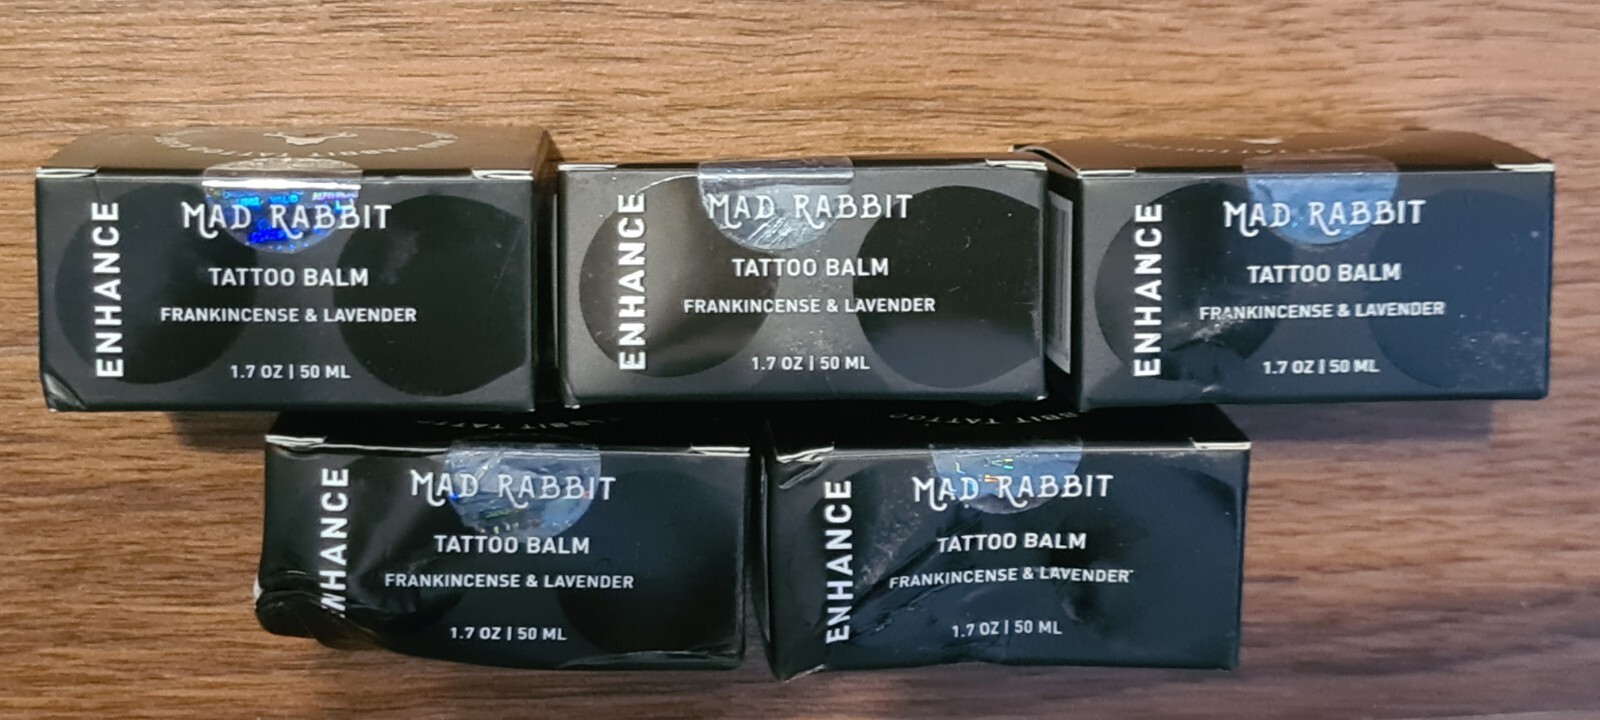 ENHANCE
MAD RABBIT
TATTOO BALM
FRANKINCENSE & LAVENDER
1.7 OZ | 50 ML
ENHANCE
MAD RABBIT
TATTOO BALM
FRANKINCENSE & LAVENDER
1.7 OZ | 50 ML
ENHANCE
MAD RABBIT
TATTOO BALM
FRANKINCENSE & LAVENDER
1.7 OZ | 50 ML
HANCE
MAD RABBIT
TATTOO BALM
FRANKINCENSE & LAVENDER
1.7 OZ | 50 ML
ENHANCE
MAD RABBIT
TATTOO BALM
FRANKINCENSE & LAVENDER
1.7 OZ | 50 ML